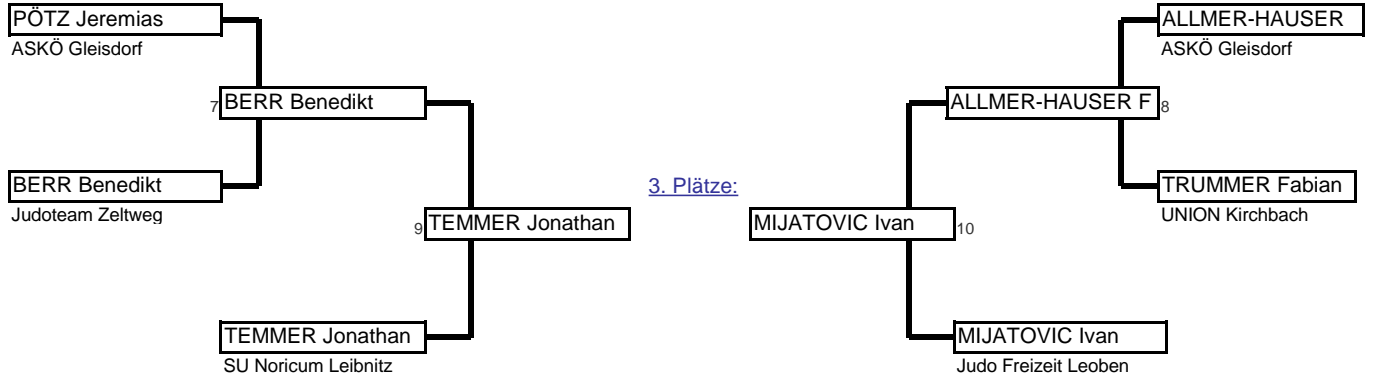 PÖTZ Jeremias
ASKÖ Gleisdorf
ALLMER-HAUSER
ASKÖ Gleisdorf
7 BERR Benedikt
ALLMER-HAUSER F 8
BERR Benedikt
Judoteam Zeltweg
3. Plätze:
TRUMMER Fabian
UNION Kirchbach
9 TEMMER Jonathan
MIJATOVIC Ivan 10
TEMMER Jonathan
SU Noricum Leibnitz
MIJATOVIC Ivan
Judo Freizeit Leoben